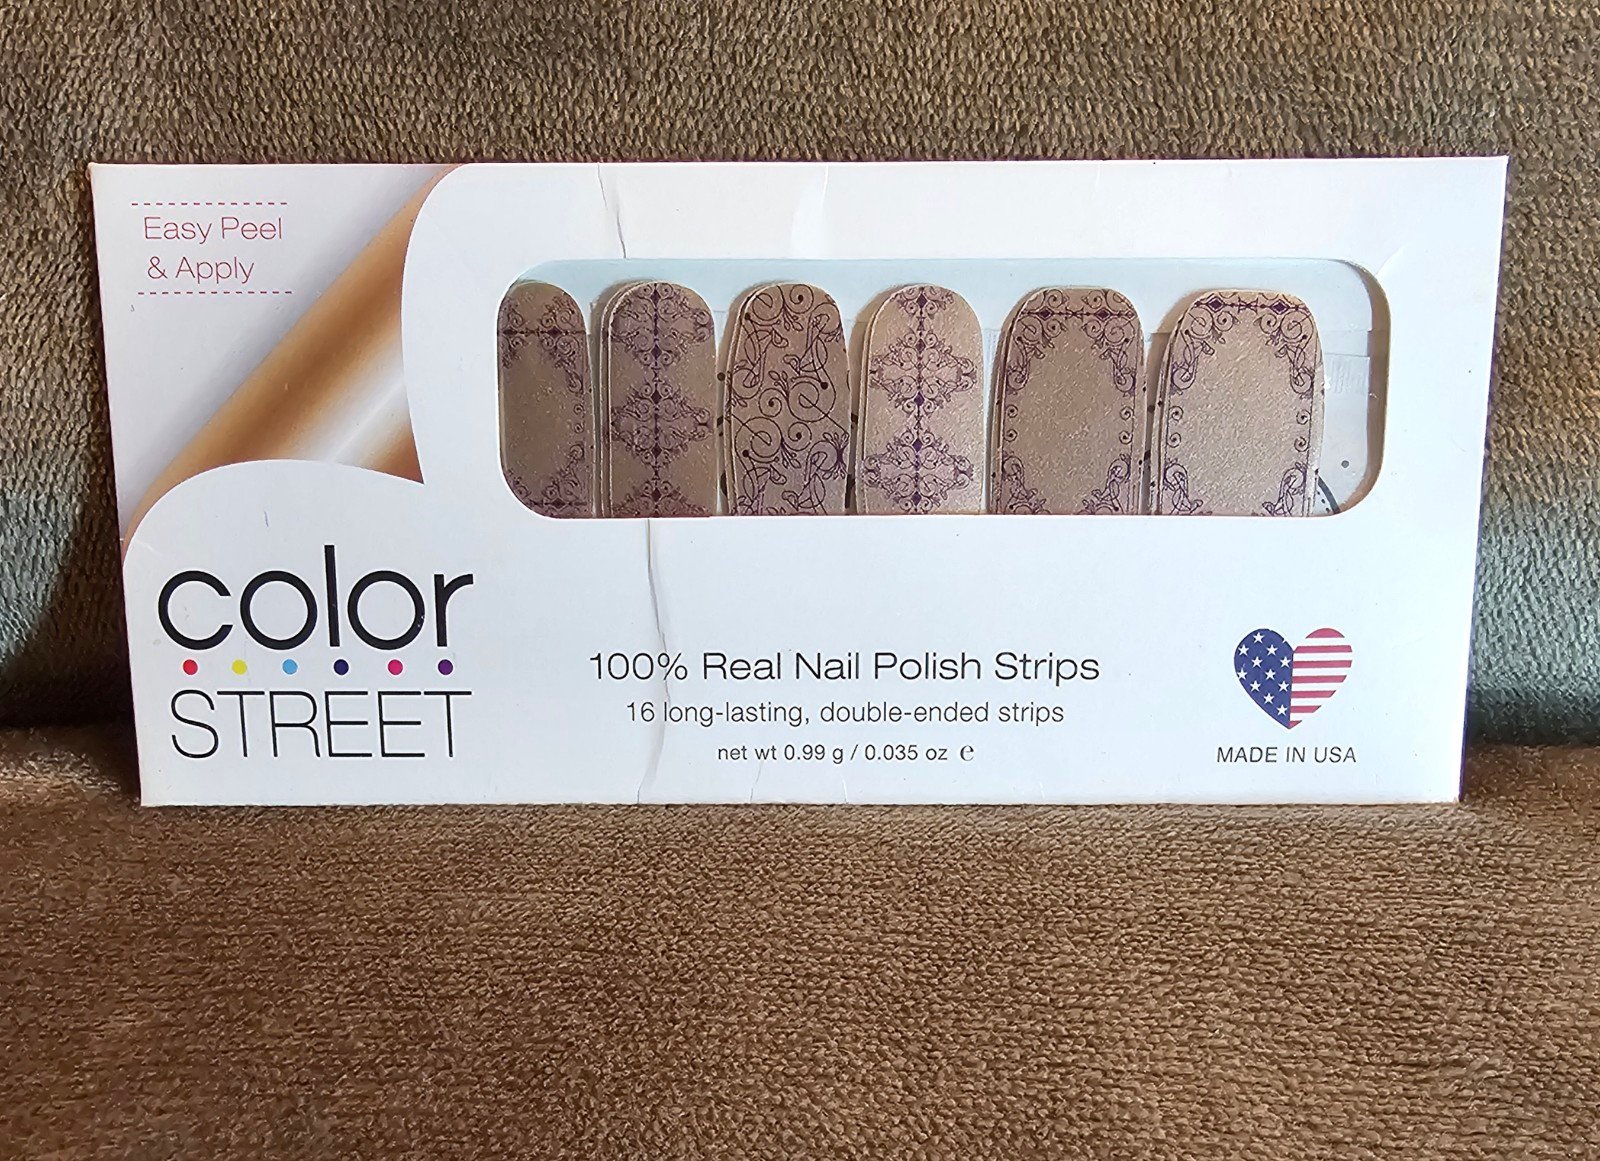 Easy Peel
& Apply
color
STREET
100% Real Nail Polish Strips
16 long-lasting, double-ended strips
net wt 0.99 g / 0.035 oz ℮
MADE IN USA